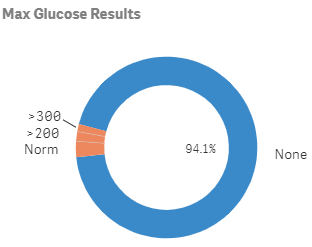 Max Glucose Results
>300
>200
Norm
94.1%
None